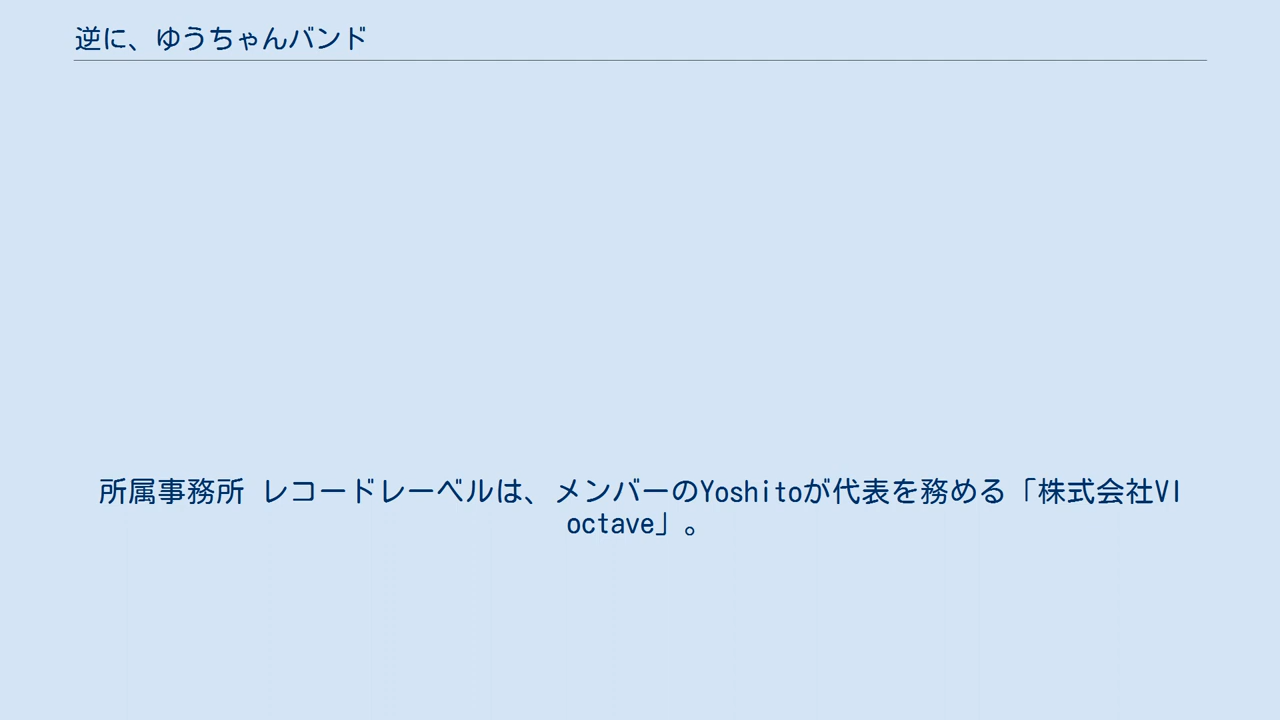 逆に、ゆうちゃんバンド
所属事務所 レコードレーベルは、メンバーのYoshitoが代表を務める「株式会社VI
octave」。